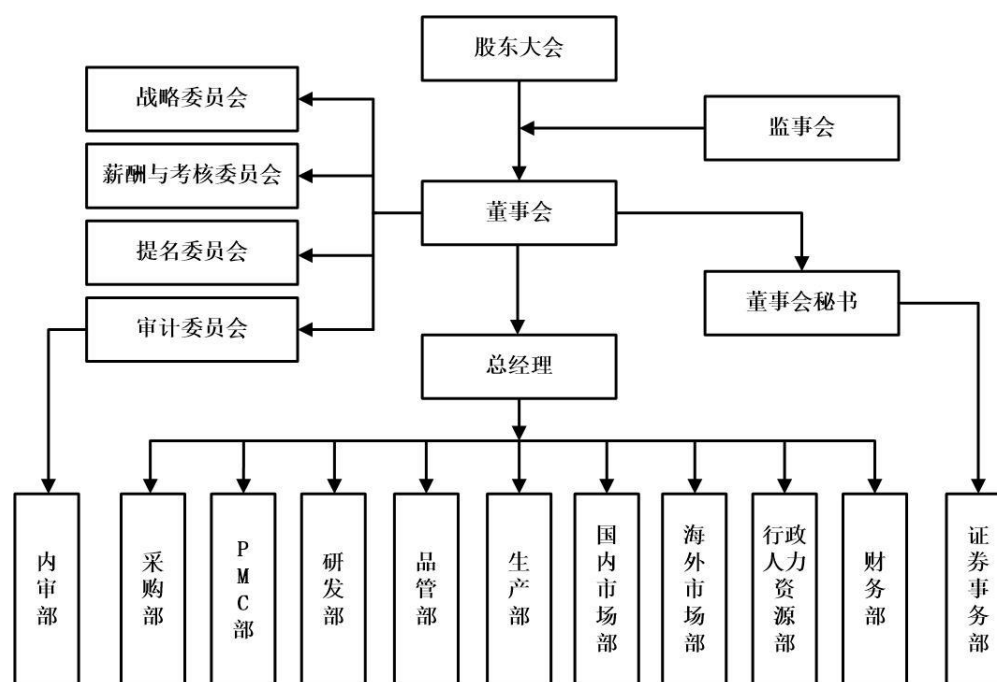 股东大会
战略委员会
监事会
薪酬与考核委员会
董事会
提名委员会
董事会秘书
审计委员会
总经理
内审部
采购部
PMC部
研发部
品管部
生产部
国内市场部
海外市场部
行政人力资源部
财务部
证券事务部